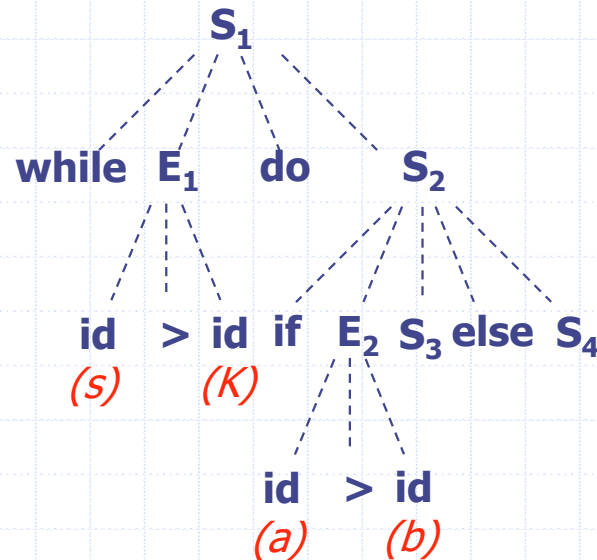 S₁
while E₁ do S₂
id > id if E₂ S₃ else S₄
(s) (K)
id > id
(a) (b)